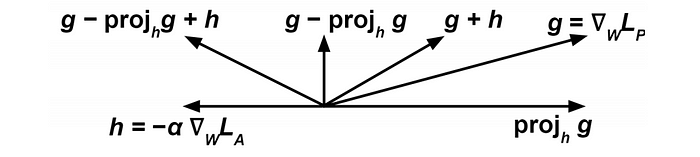 g − proj_h g + h g − proj_h g g + h g = ∇_W L_P
h = −α ∇_W L_A proj_h g